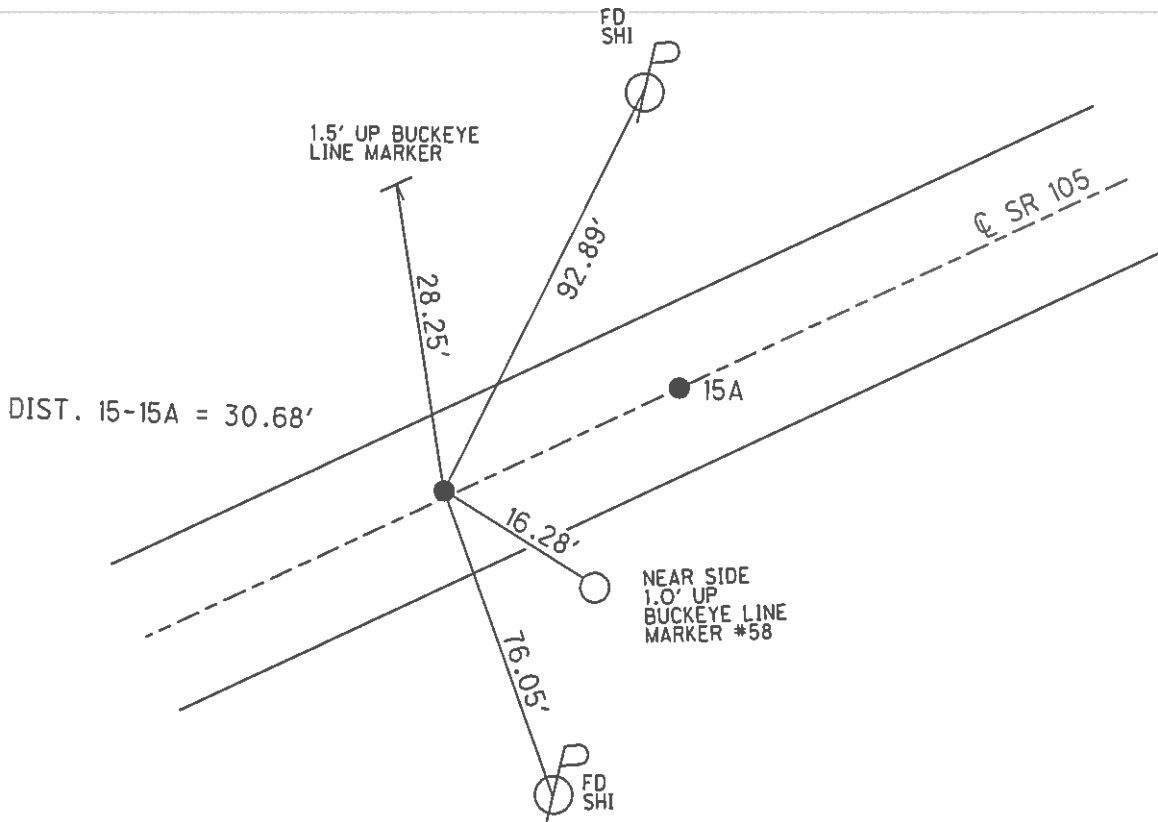 FD
SHI
1.5' UP BUCKEYE
LINE MARKER
℄ SR 105
92.89'
28.25'
15A
DIST. 15-15A = 30.68'
16.28'
NEAR SIDE
1.0' UP
BUCKEYE LINE
MARKER #58
76.05'
FD
SHI